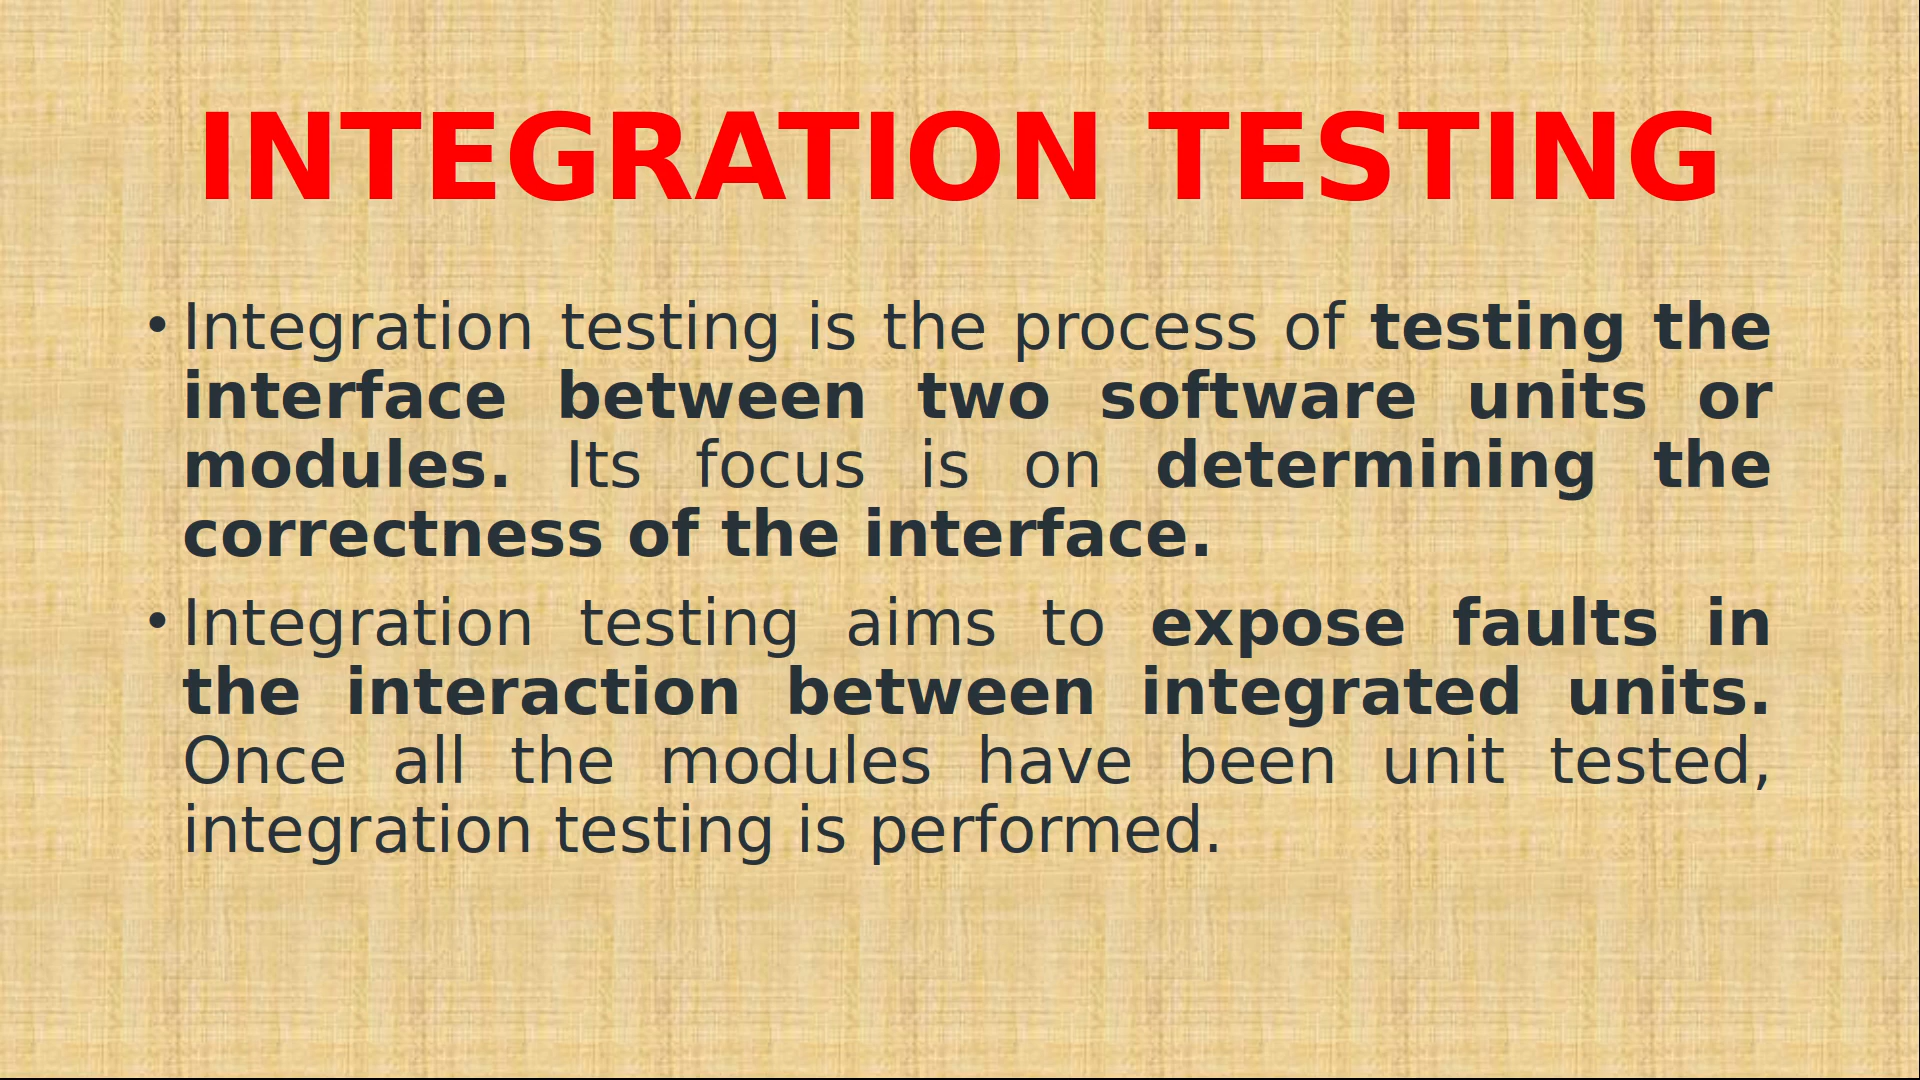 INTEGRATION TESTING
• Integration testing is the process of testing the
interface between two software units or
modules. Its focus is on determining the
correctness of the interface.
• Integration testing aims to expose faults in
the interaction between integrated units.
Once all the modules have been unit tested,
integration testing is performed.